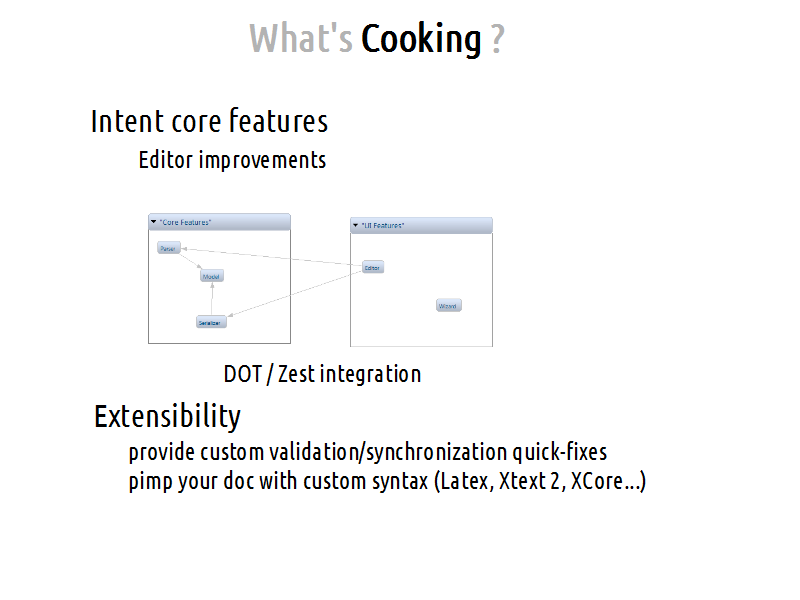 What's Cooking ?
Intent core features
Editor improvements
"Core Features"
"UI Features"
Parser
Editor
Model
Wizard
Serializer
DOT / Zest integration
Extensibility
provide custom validation/synchronization quick-fixes
pimp your doc with custom syntax (Latex, Xtext 2, XCore...)